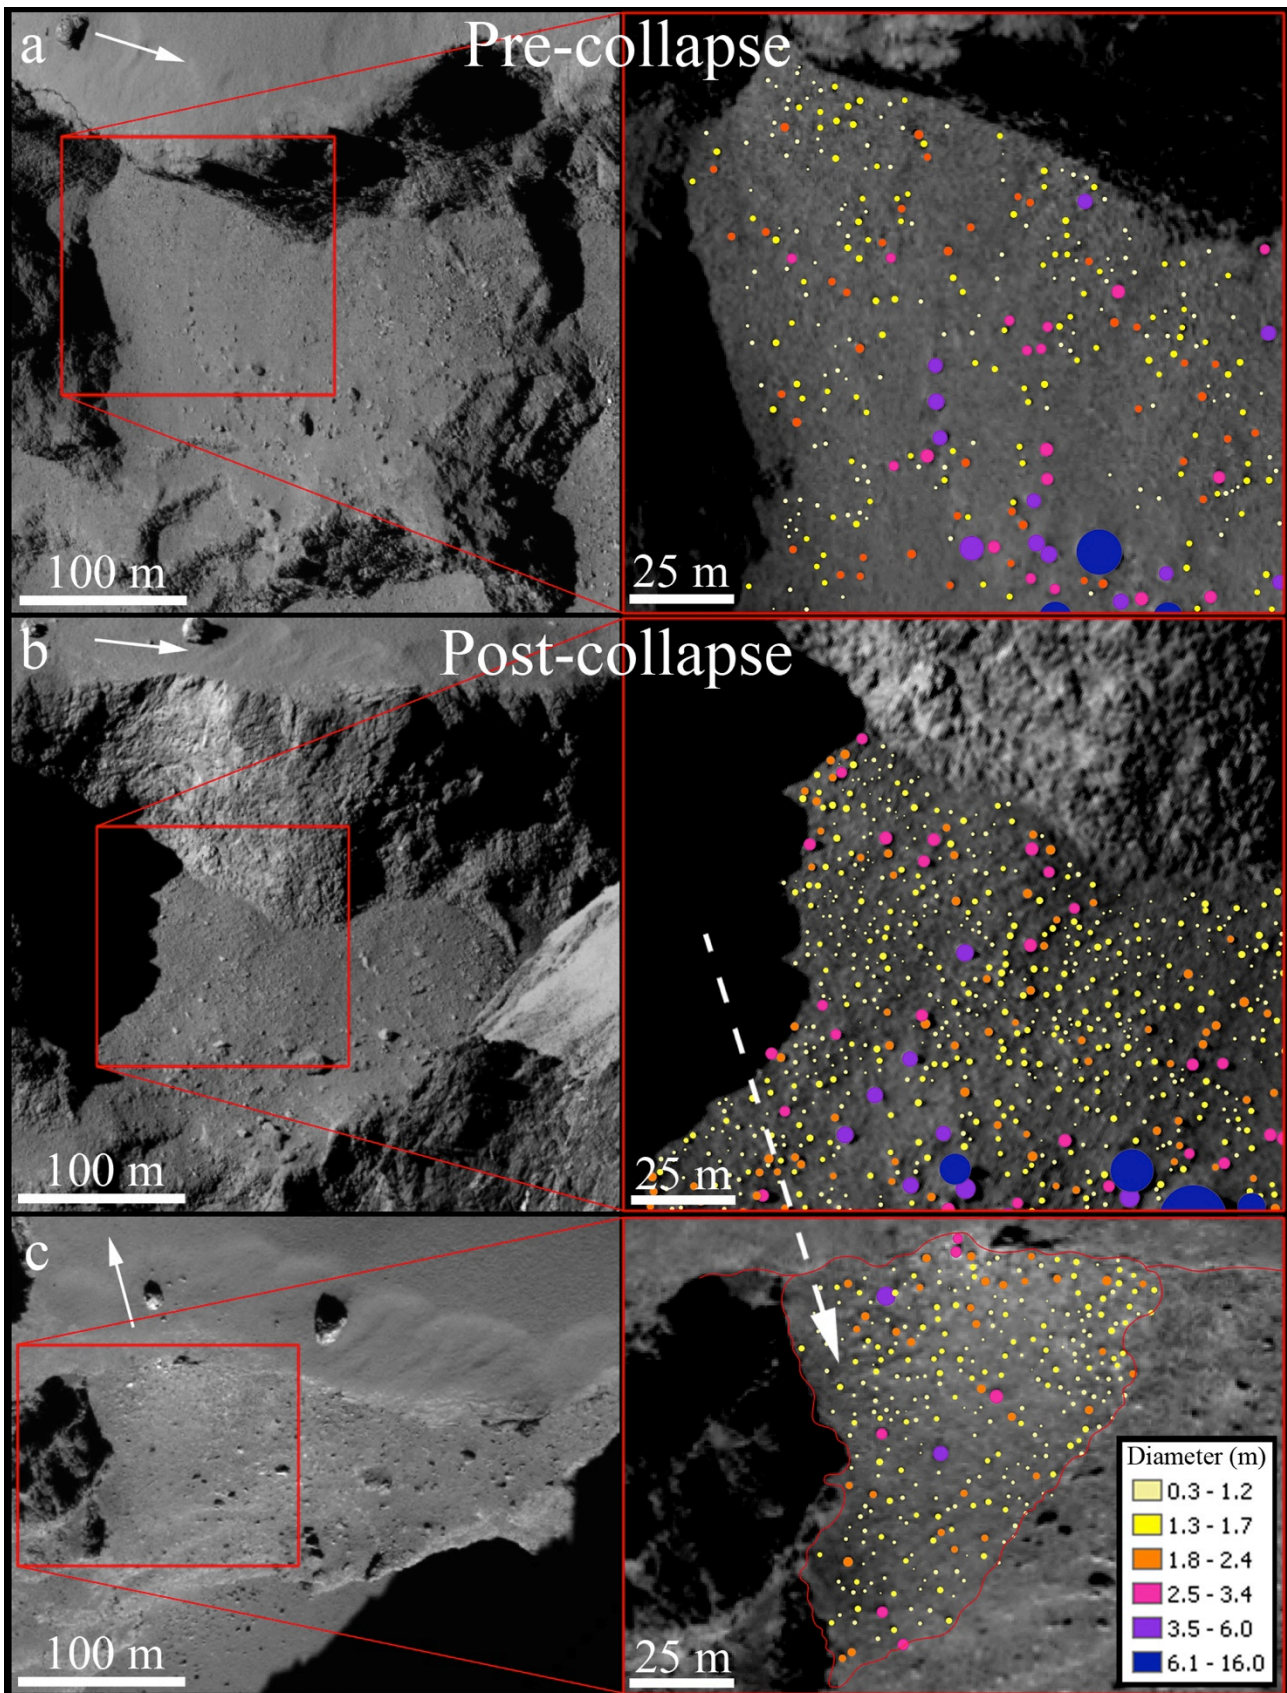 a
Pre-collapse
100 m
25 m
b
Post-collapse
100 m
25 m
c
100 m
25 m
Diameter (m)
0.3 - 1.2
1.3 - 1.7
1.8 - 2.4
2.5 - 3.4
3.5 - 6.0
6.1 - 16.0